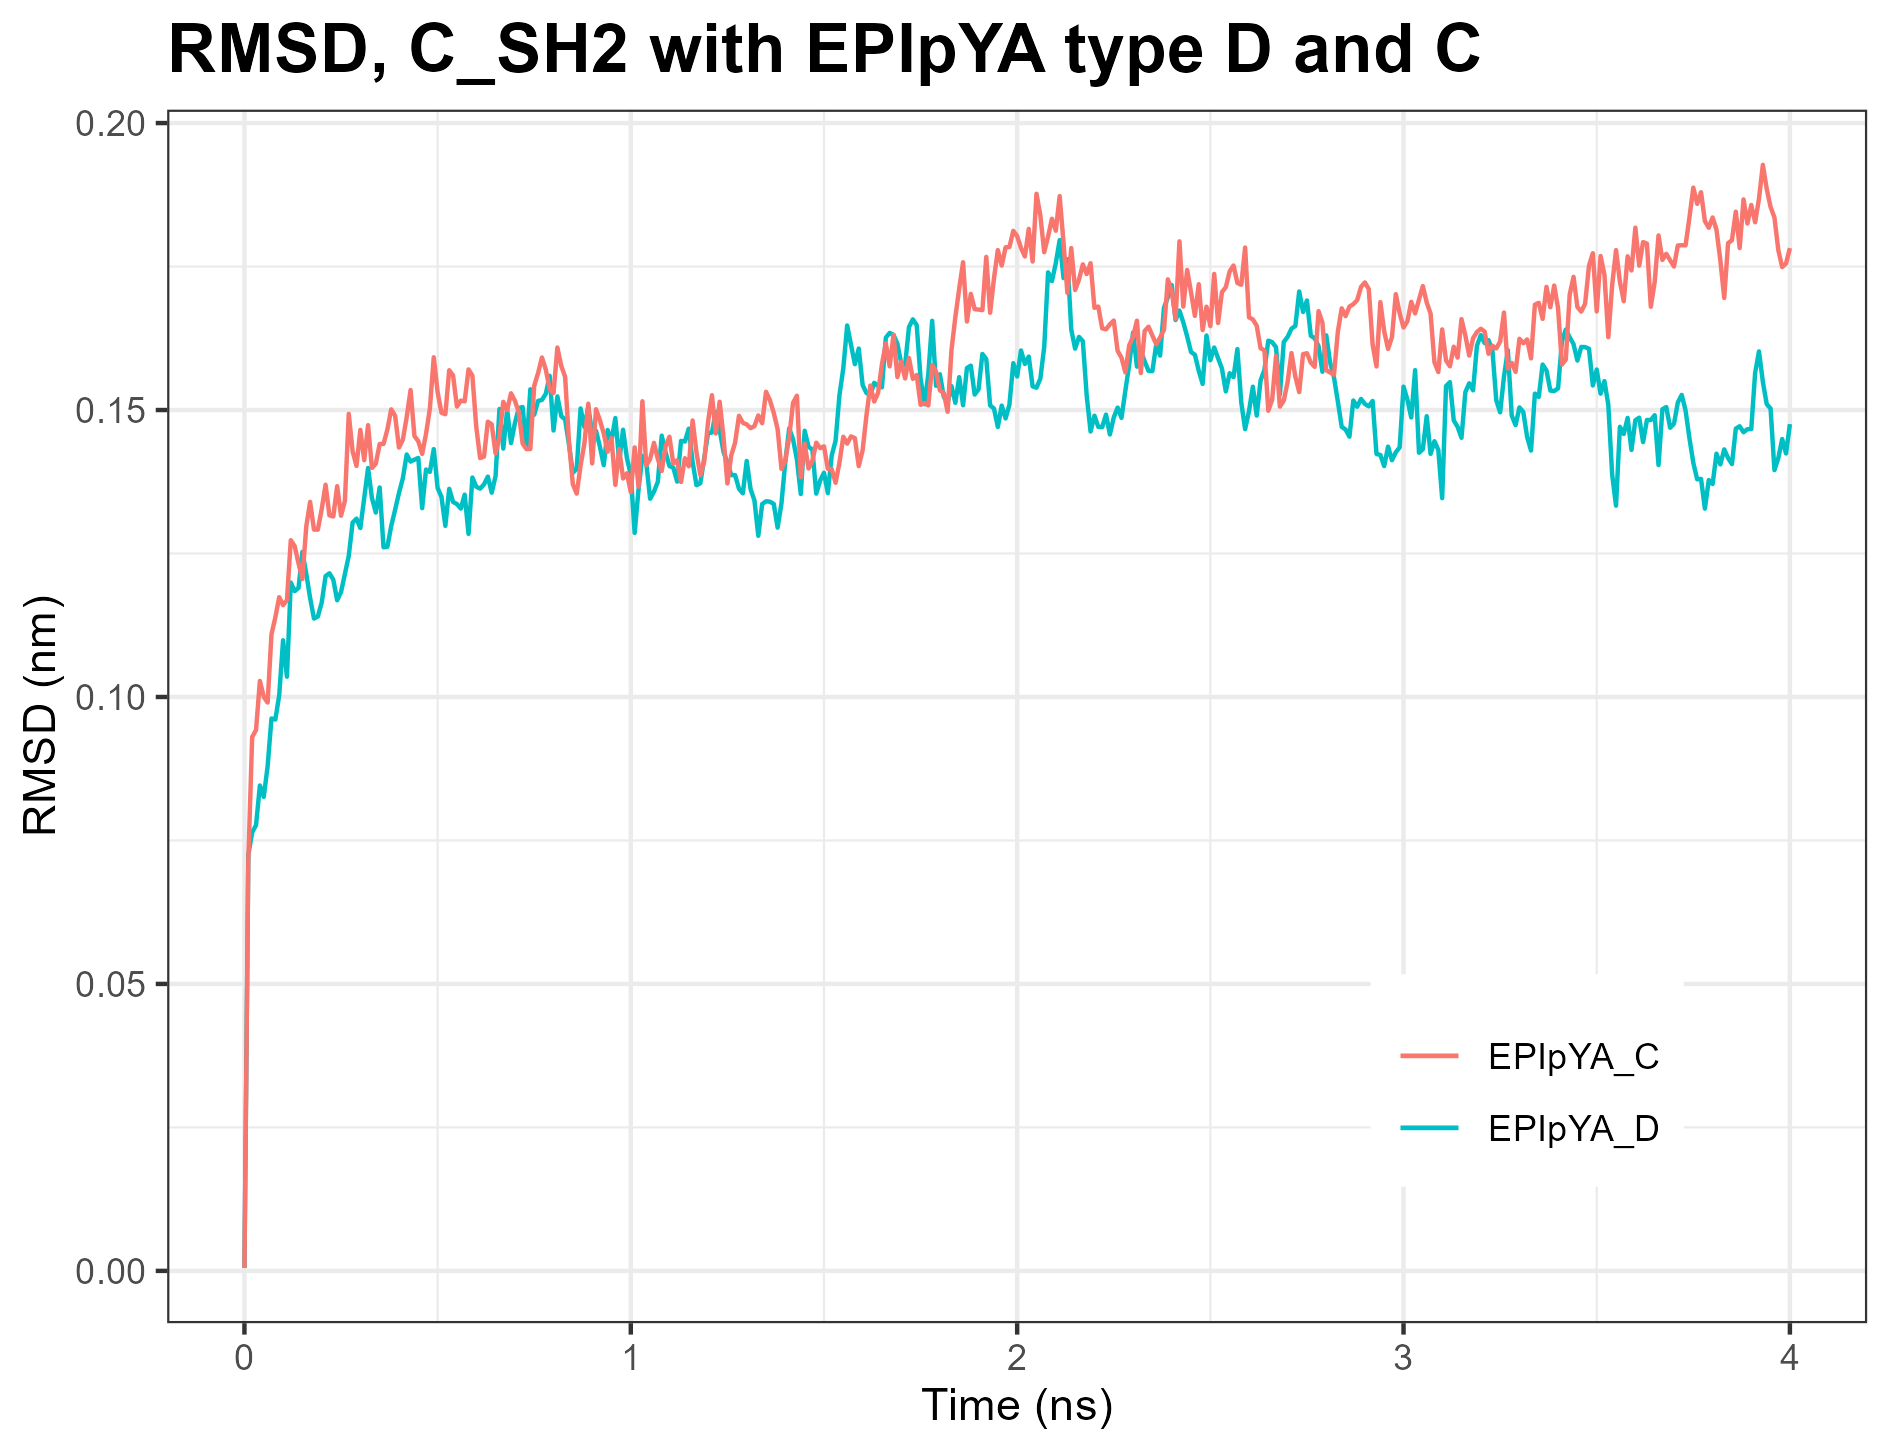 RMSD, C_SH2 with EPIpYA type D and C
0.20
0.15
0.10
0.05
0.00
RMSD (nm)
EPIpYA_C
EPIpYA_D
0 1 2 3 4
Time (ns)